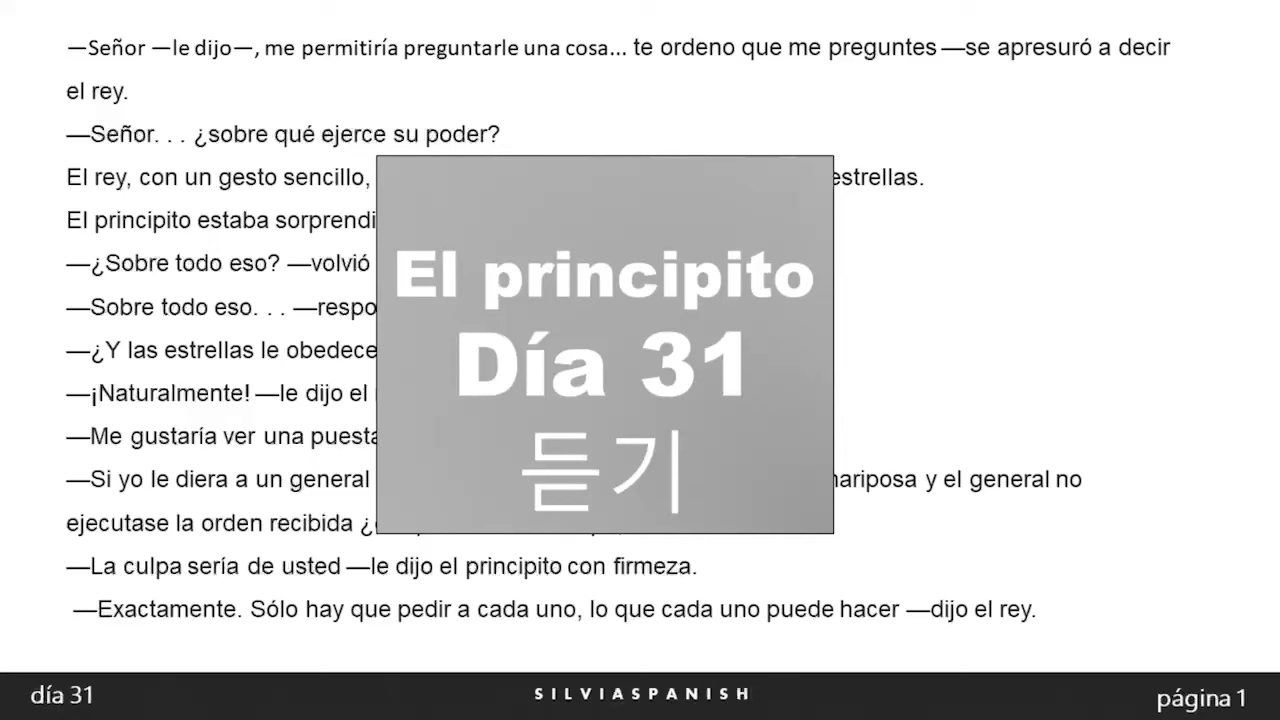 —Señor —le dijo—, me permitiría preguntarle una cosa... te ordeno que me preguntes —se apresuró a decir
el rey.
—Señor. . . ¿sobre qué ejerce su poder?
El rey, con un gesto sencillo, estrellas.
El principito estaba
—¿Sobre todo eso? —volvió
—Sobre todo eso. . .
—¿Y las estrellas le
—¡Naturalmente! —le dijo el
—Me gustaría ver una
—Si yo le diera a un general y el general no
ejecutase la orden recibida
—La culpa sería de usted —le dijo el principito con firmeza.
—Exactamente. Sólo hay que pedir a cada uno, lo que cada uno puede hacer —dijo el rey.
El principito
Día 31
듣기
día 31
SILVIASPANISH
página 1